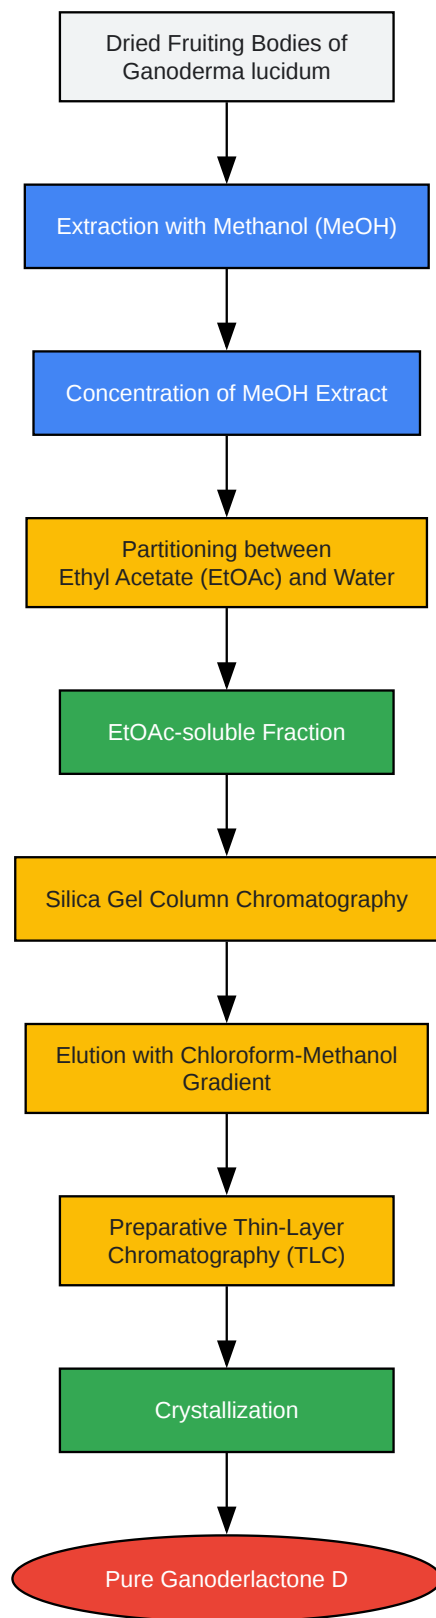 Dried Fruiting Bodies of
Ganoderma lucidum
Extraction with Methanol (MeOH)
Concentration of MeOH Extract
Partitioning between
Ethyl Acetate (EtOAc) and Water
EtOAc-soluble Fraction
Silica Gel Column Chromatography
Elution with Chloroform-Methanol
Gradient
Preparative Thin-Layer
Chromatography (TLC)
Crystallization
Pure Ganoderlactone D